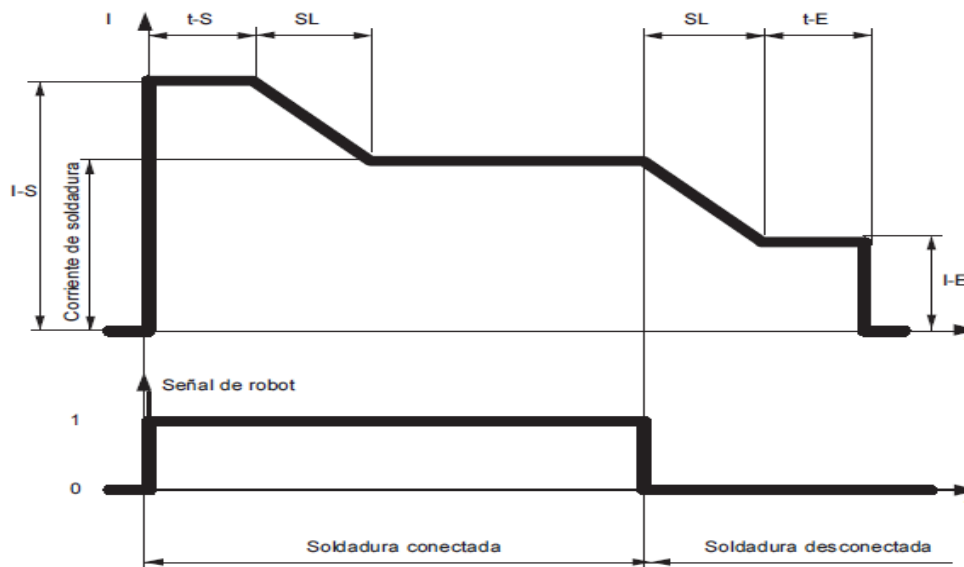 I
t-S
SL
SL
t-E
I-S
Corriente de soldadura
I-E
Señal de robot
1
0
Soldadura conectada
Soldadura desconectada